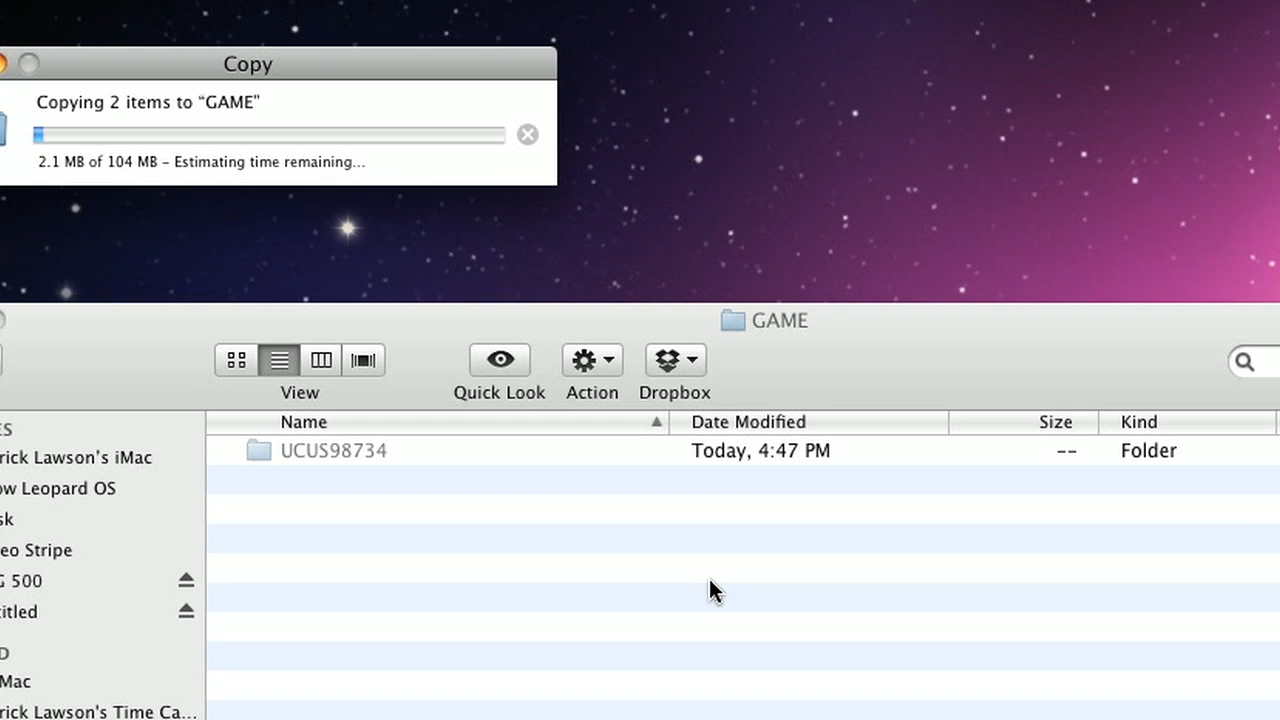 Copy
Copying 2 items to “GAME”
2.1 MB of 104 MB – Estimating time remaining...
GAME
View
Quick Look
Action
Dropbox
Name
Date Modified
Size
Kind
UCUS98734
Today, 4:47 PM
--
Folder
ES
rick Lawson's iMac
ow Leopard OS
sk
eo Stripe
G 500
titled
D
Mac
rick Lawson's Time Ca...